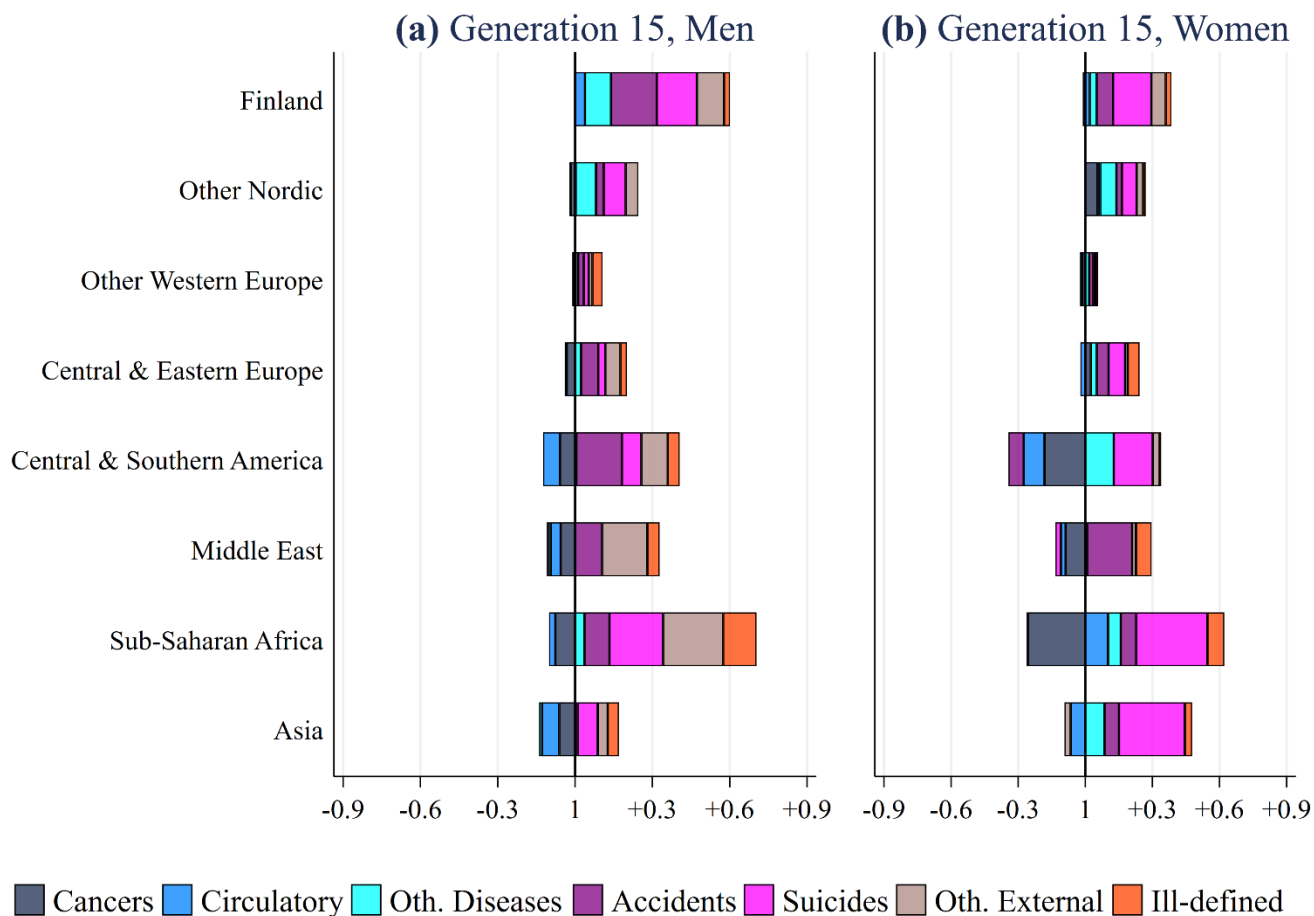 (a) Generation 15, Men
(b) Generation 15, Women
Finland
Other Nordic
Other Western Europe
Central & Eastern Europe
Central & Southern America
Middle East
Sub-Saharan Africa
Asia
-0.9 -0.6 -0.3 1 +0.3 +0.6 +0.9
-0.9 -0.6 -0.3 1 +0.3 +0.6 +0.9
Cancers Circulatory Oth. Diseases Accidents Suicides Oth. External Ill-defined